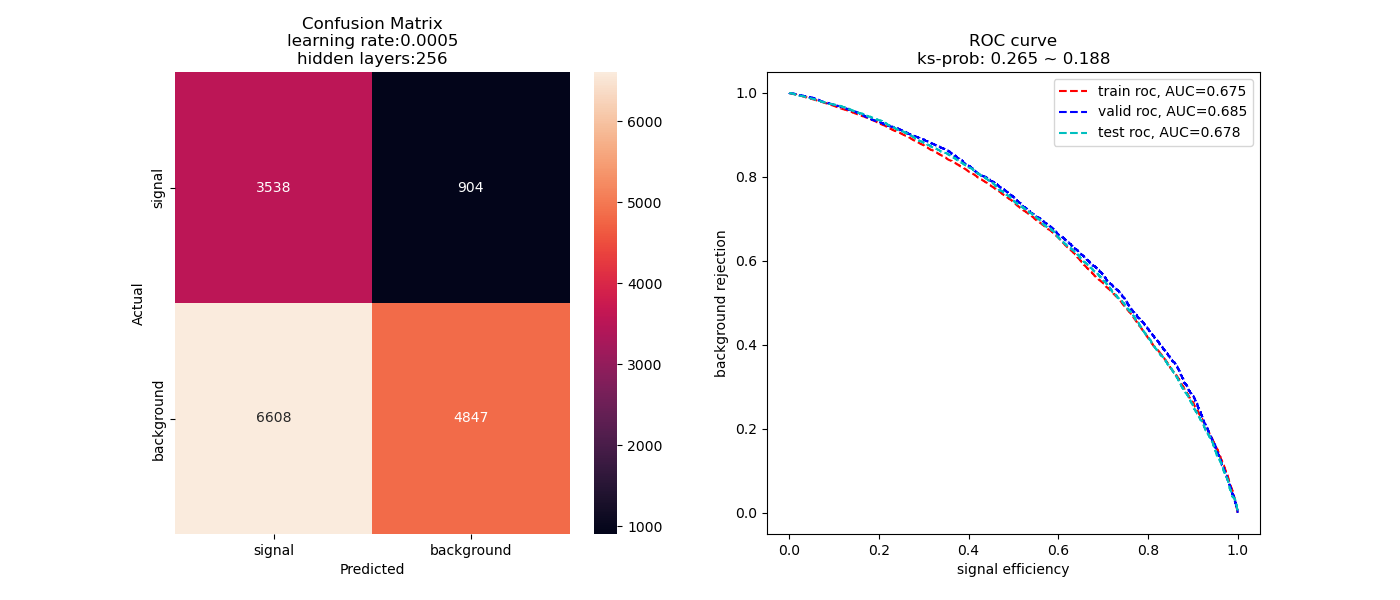 Confusion Matrix
learning rate:0.0005
hidden layers:256
signal
background
Actual
3538
904
6608
4847
signal
background
Predicted
6000
5000
4000
3000
2000
1000
ROC curve
ks-prob: 0.265 ~ 0.188
train roc, AUC=0.675
valid roc, AUC=0.685
test roc, AUC=0.678
background rejection
1.0
0.8
0.6
0.4
0.2
0.0
0.0 0.2 0.4 0.6 0.8 1.0
signal efficiency